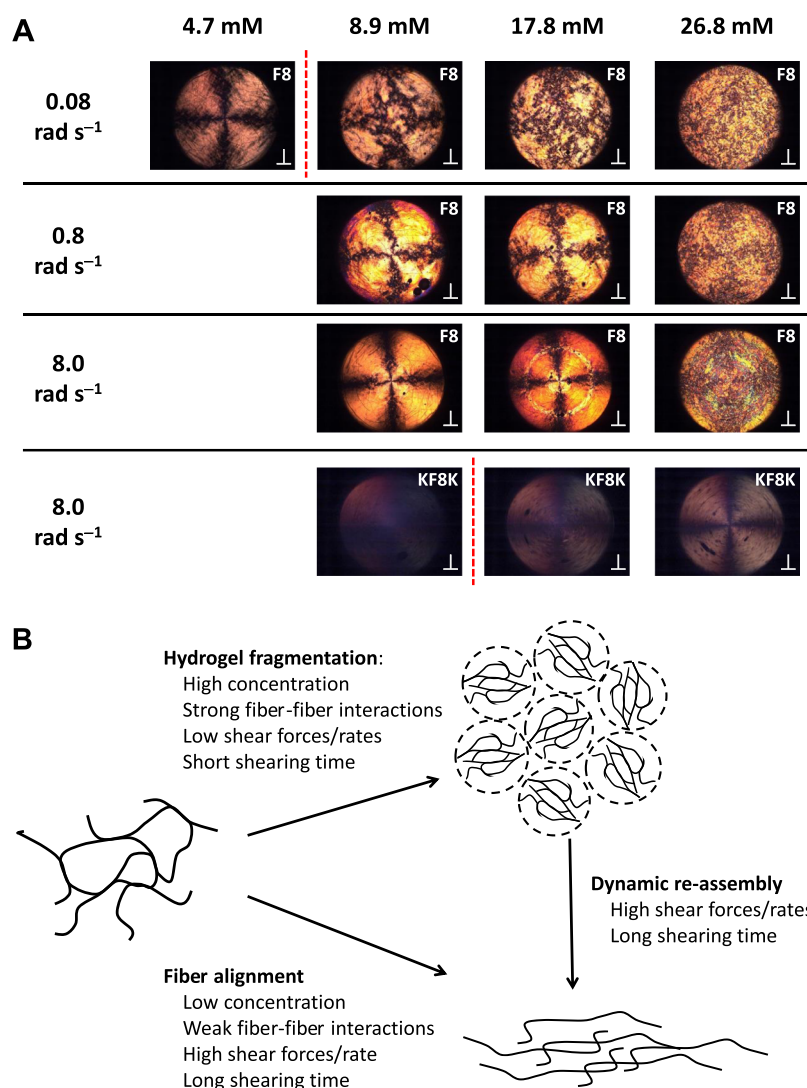 A
4.7 mM 8.9 mM 17.8 mM 26.8 mM
0.08
rad s⁻¹
F8 F8 F8 F8
⊥ ⊥ ⊥ ⊥
0.8
rad s⁻¹
F8 F8 F8
⊥ ⊥ ⊥
8.0
rad s⁻¹
F8 F8 F8
⊥ ⊥ ⊥
8.0
rad s⁻¹
KF8K KF8K KF8K
⊥ ⊥ ⊥
B
Hydrogel fragmentation:
High concentration
Strong fiber-fiber interactions
Low shear forces/rates
Short shearing time
Dynamic re-assembly
High shear forces/rates
Long shearing time
Fiber alignment
Low concentration
Weak fiber-fiber interactions
High shear forces/rate
Long shearing time